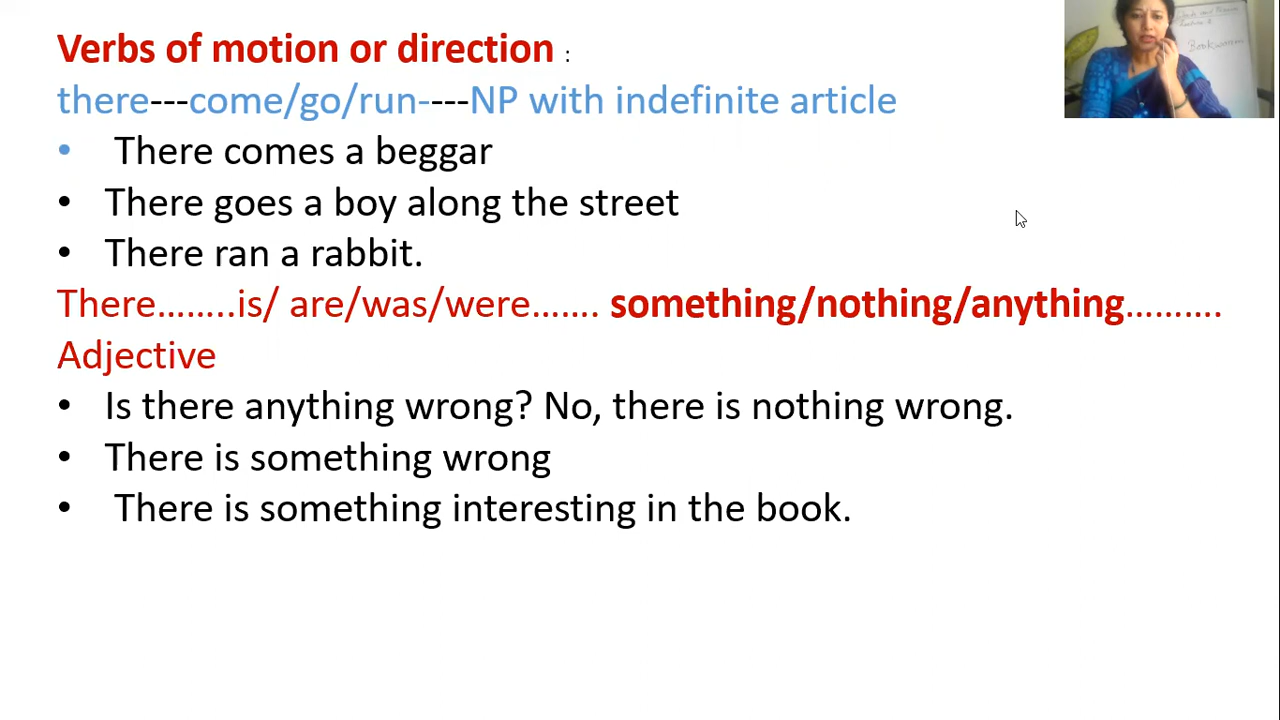 Verbs of motion or direction :
there---come/go/run-----NP with indefinite article
• There comes a beggar
• There goes a boy along the street
• There ran a rabbit.
There……..is/ are/was/were……. something/nothing/anything……….
Adjective
• Is there anything wrong? No, there is nothing wrong.
• There is something wrong
• There is something interesting in the book.